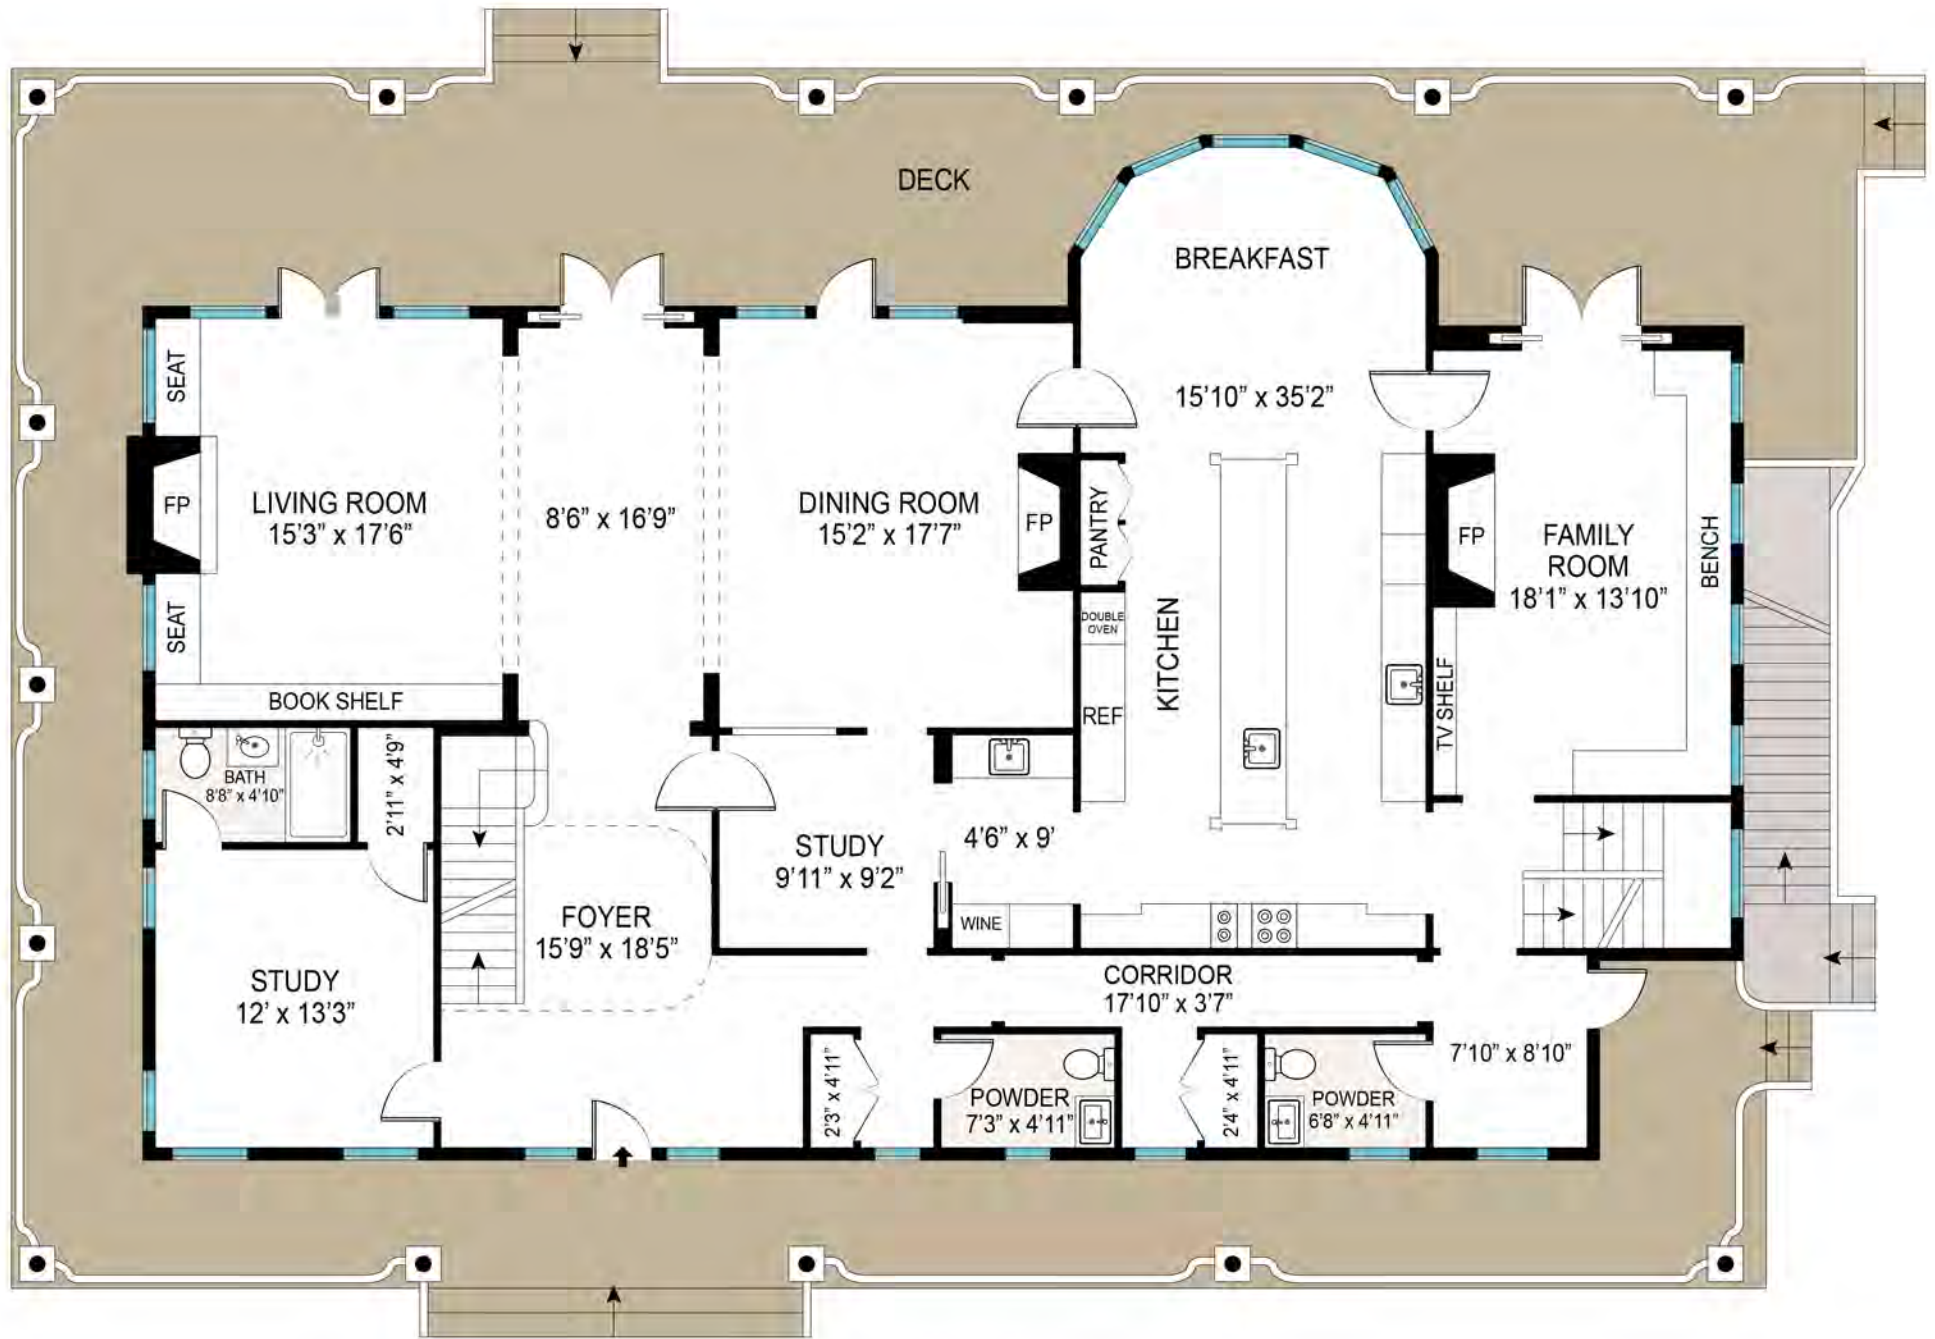 DECK
BREAKFAST
15'10" x 35'2"
SEAT
FP
SEAT
LIVING ROOM
15'3" x 17'6"
BOOK SHELF
8'6" x 16'9"
DINING ROOM
15'2" x 17'7"
FP
PANTRY
DOUBLE
OVEN
REF
KITCHEN
FP
TV SHELF
FAMILY
ROOM
18'1" x 13'10"
BENCH
BATH
8'8" x 4'10"
2'11" x 4'9"
STUDY
9'11" x 9'2"
4'6" x 9'
WINE
FOYER
15'9" x 18'5"
STUDY
12' x 13'3"
CORRIDOR
17'10" x 3'7"
2'3" x 4'11"
POWDER
7'3" x 4'11"
2'4" x 4'11"
POWDER
6'8" x 4'11"
7'10" x 8'10"